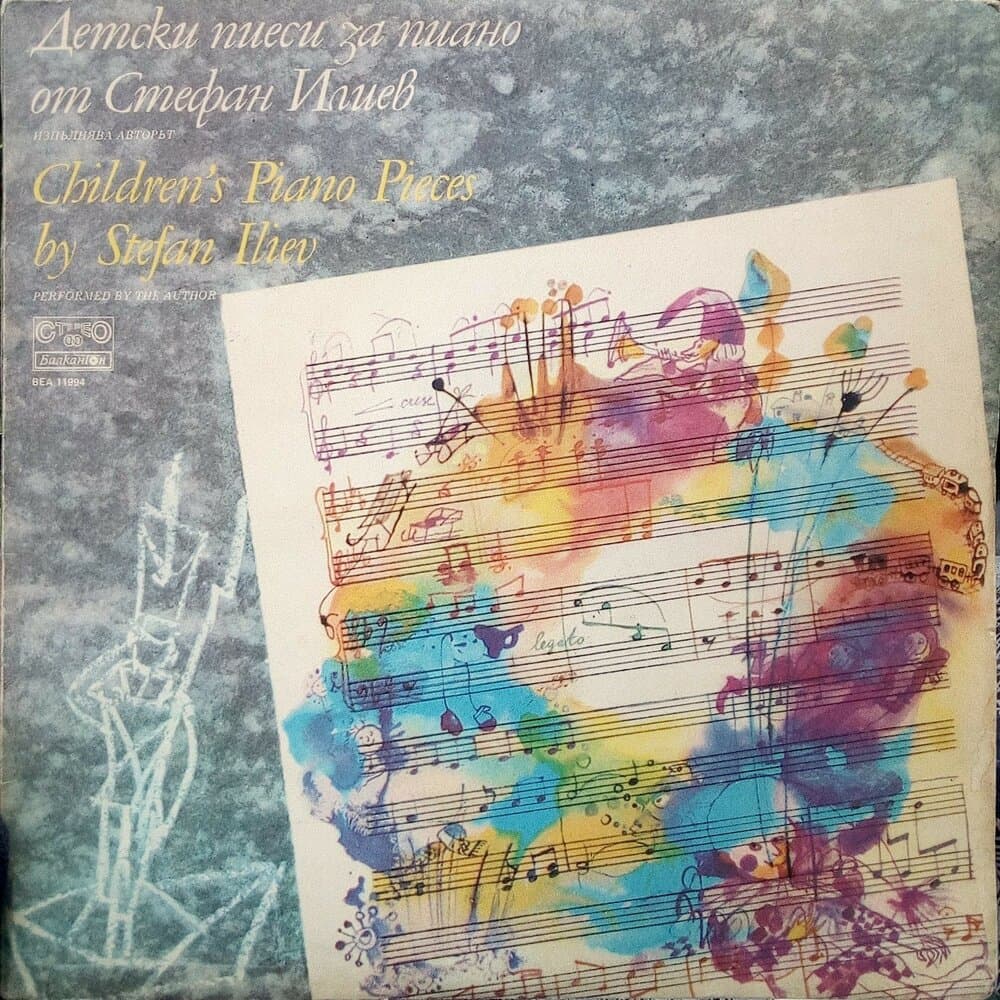 Детски пиеси за пиано
от Стефан Илиев
ИЗПЪЛНЯВА АВТОРЪТ
Children's Piano Pieces
by Stefan Iliev
PERFORMED BY THE AUTHOR
СТЕРЕО
Балкантон
ВЕА 11994
cresc
legato